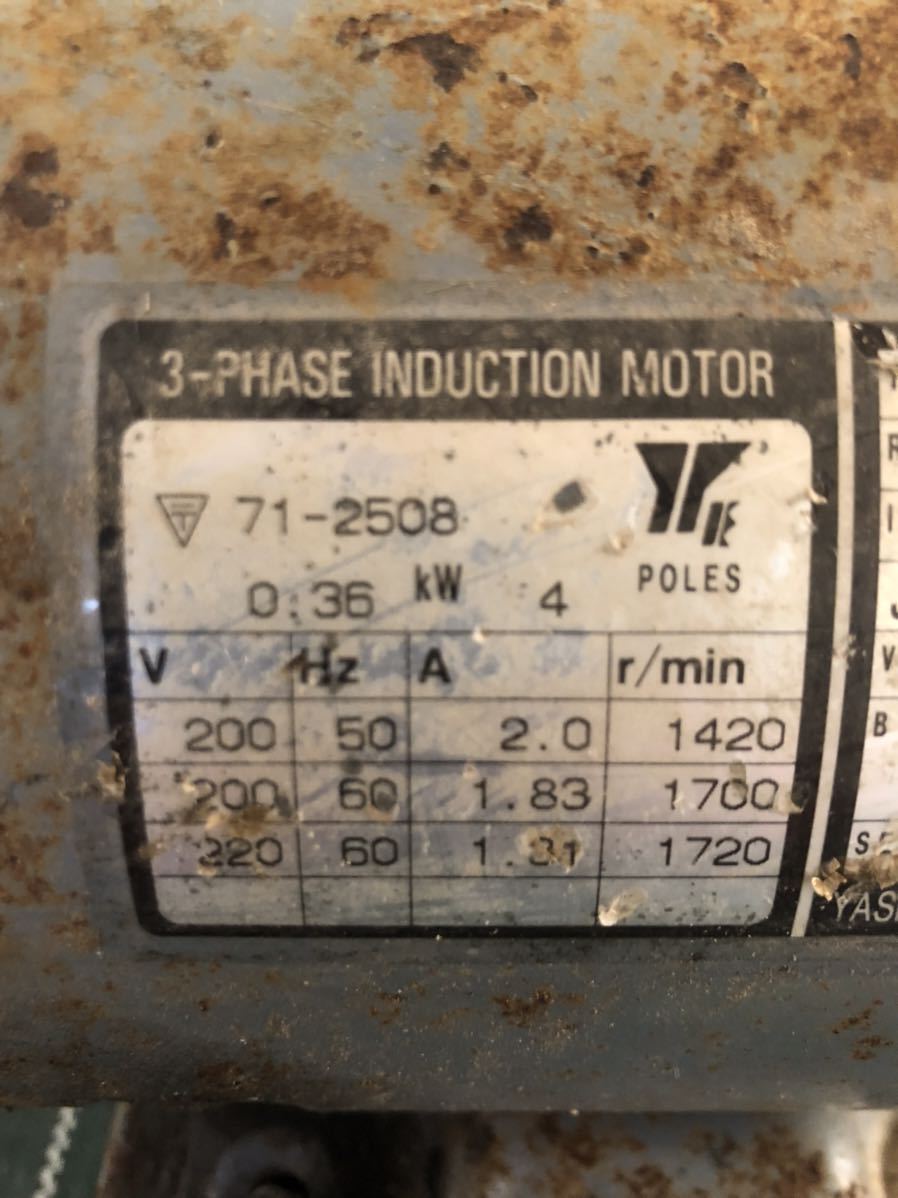 3-PHASE INDUCTION MOTOR
71-2508
0.36 kW 4 POLES
V Hz A r/min
200 50 2.0 1420
200 60 1.83 1700
220 60 1720